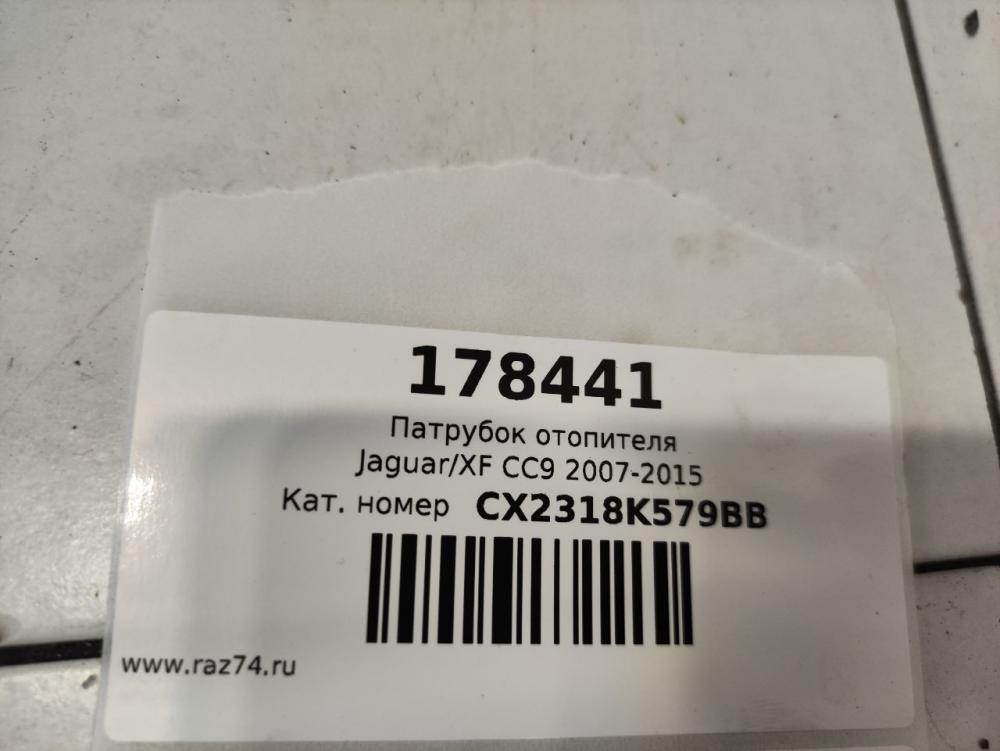 178441
Патрубок отопителя
Jaguar/XF CC9 2007-2015
Кат. номер CX2318K579BB
www.raz74.ru